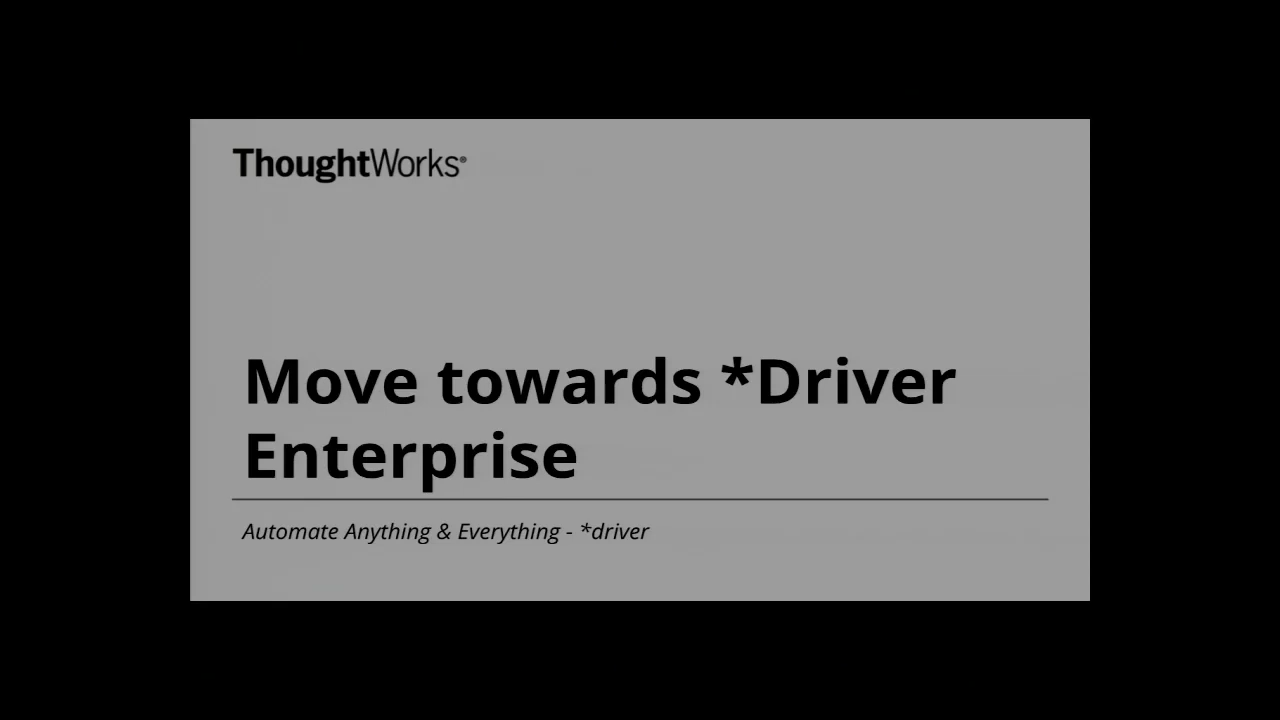 ThoughtWorks®
Move towards *Driver
Enterprise
Automate Anything & Everything - *driver